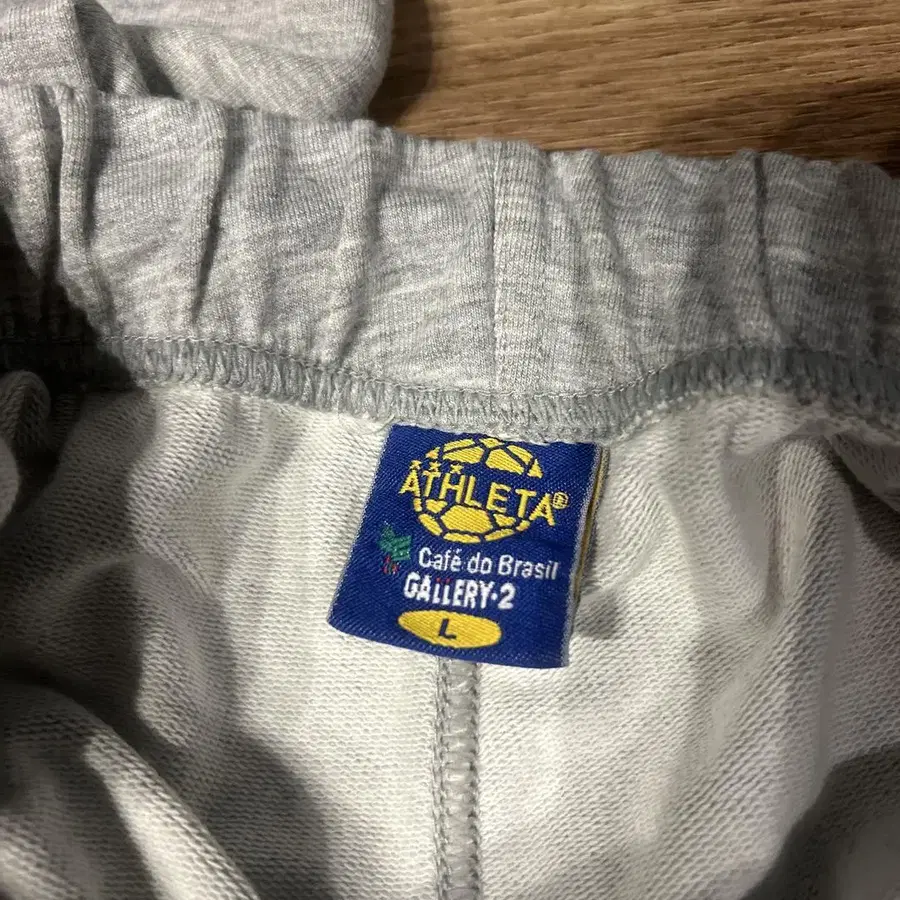 ATHLETA®
Café do Brasil
GALLERY·2
L